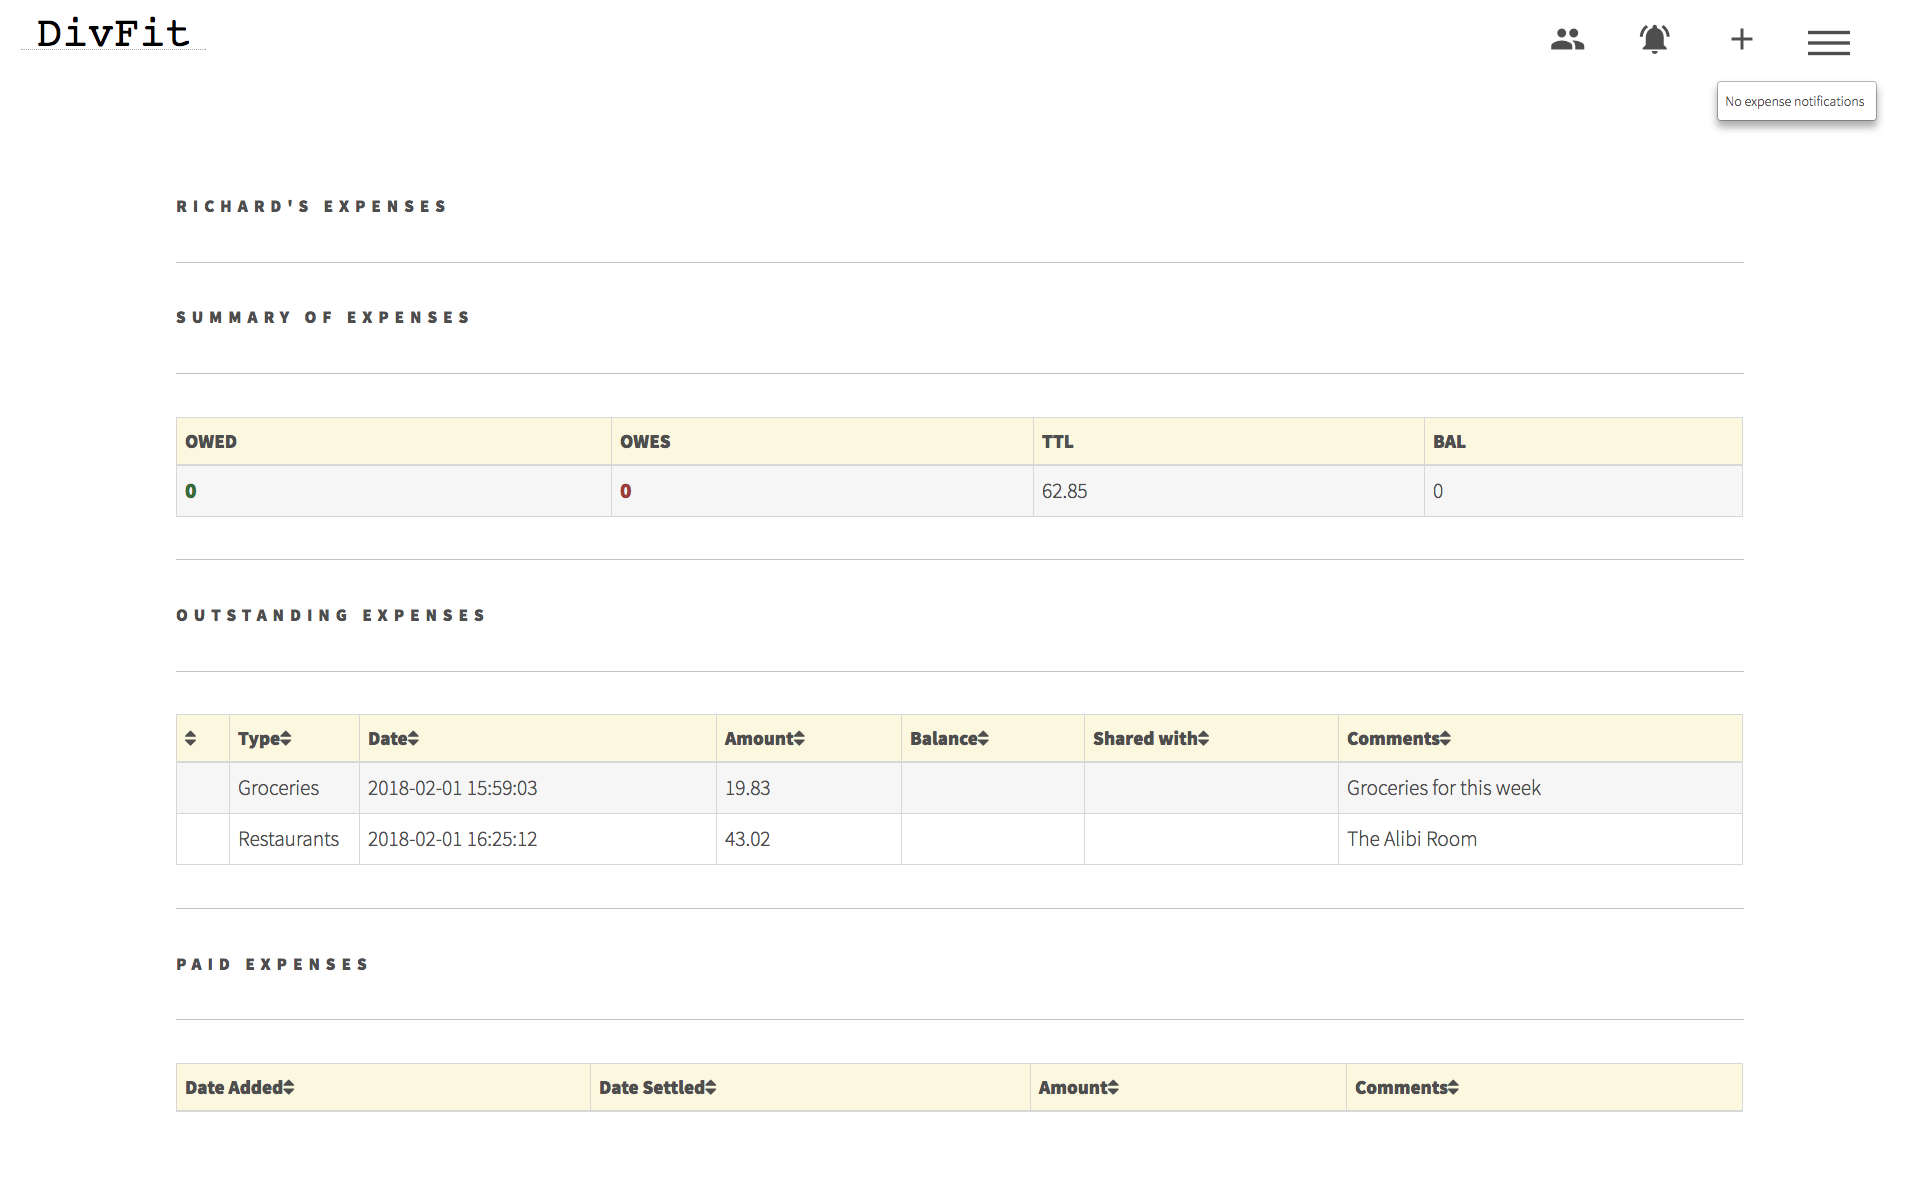 DivFit
No expense notifications
RICHARD'S EXPENSES
SUMMARY OF EXPENSES
OWED OWES TTL BAL
0 0 62.85 0
OUTSTANDING EXPENSES
Type Date Amount Balance Shared with Comments
Groceries 2018-02-01 15:59:03 19.83 Groceries for this week
Restaurants 2018-02-01 16:25:12 43.02 The Alibi Room
PAID EXPENSES
Date Added Date Settled Amount Comments